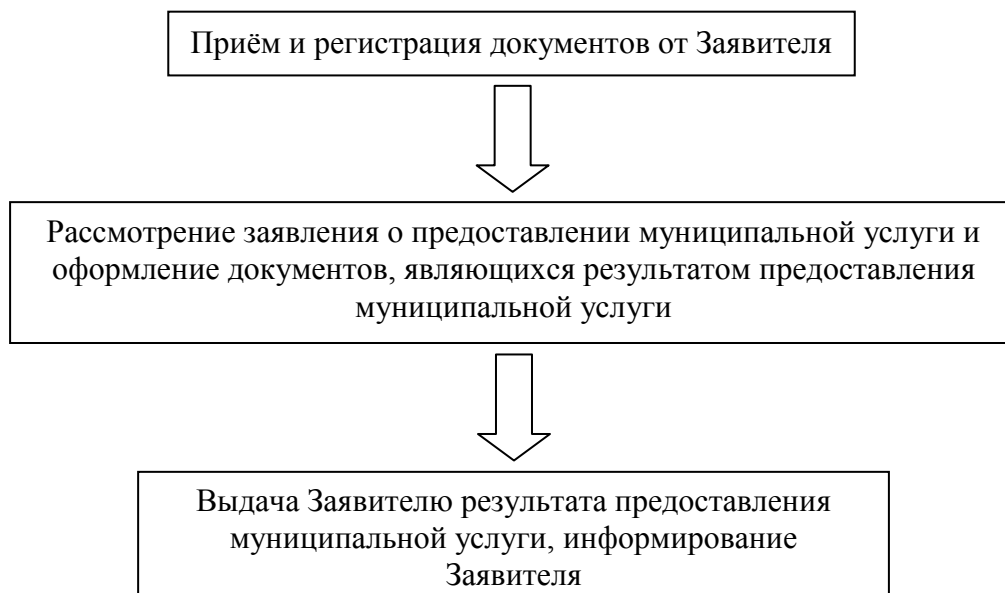 Приём и регистрация документов от Заявителя
Рассмотрение заявления о предоставлении муниципальной услуги и
оформление документов, являющихся результатом предоставления
муниципальной услуги
Выдача Заявителю результата предоставления
муниципальной услуги, информирование
Заявителя